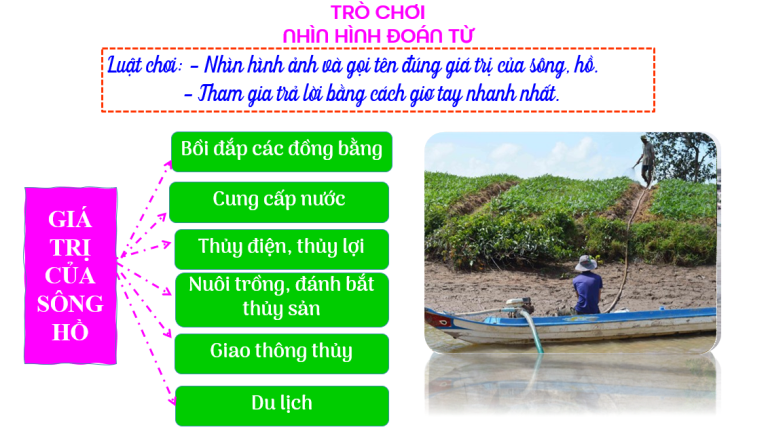 TRÒ CHƠI
NHÌN HÌNH ĐOÁN TỪ
Luật chơi: - Nhìn hình ảnh và gọi tên đúng giá trị của sông, hồ.
- Tham gia trả lời bằng cách giơ tay nhanh nhất.
GIÁ
TRỊ
CỦA
SÔNG
HỒ
Bồi đắp các đồng bằng
Cung cấp nước
Thủy điện, thủy lợi
Nuôi trồng, đánh bắt
thủy sản
Giao thông thủy
Du lịch